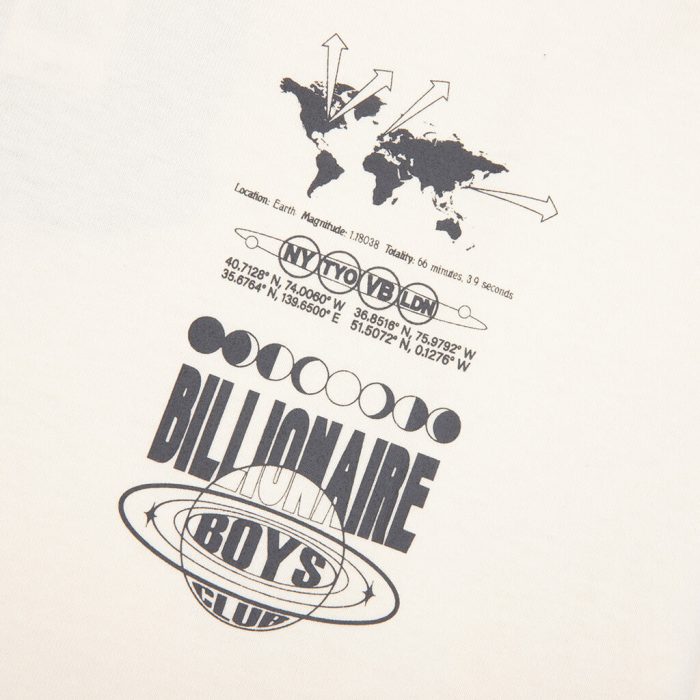 Location: Earth. Magnitude: 1.18038 Totality: 66 minutes, 3.9 seconds
NY TYO VB LDN
40.7128° N, 74.0060° W 36.8516° N, 75.9792° W
35.6764° N, 139.6500° E 51.5072° N, 0.1276° W
BILLIONAIRE
BOYS
CLUB